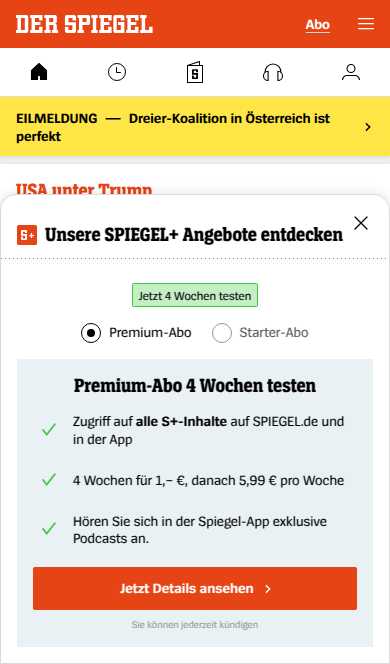 DER SPIEGEL
Abo
S
EILMELDUNG — Dreier-Koalition in Österreich ist
perfekt
USA unter Trump
S+ Unsere SPIEGEL+ Angebote entdecken
Jetzt 4 Wochen testen
Premium-Abo Starter-Abo
Premium-Abo 4 Wochen testen
Zugriff auf alle S+-Inhalte auf SPIEGEL.de und
in der App
4 Wochen für 1,– €, danach 5,99 € pro Woche
Hören Sie sich in der Spiegel-App exklusive
Podcasts an.
Jetzt Details ansehen
Sie können jederzeit kündigen